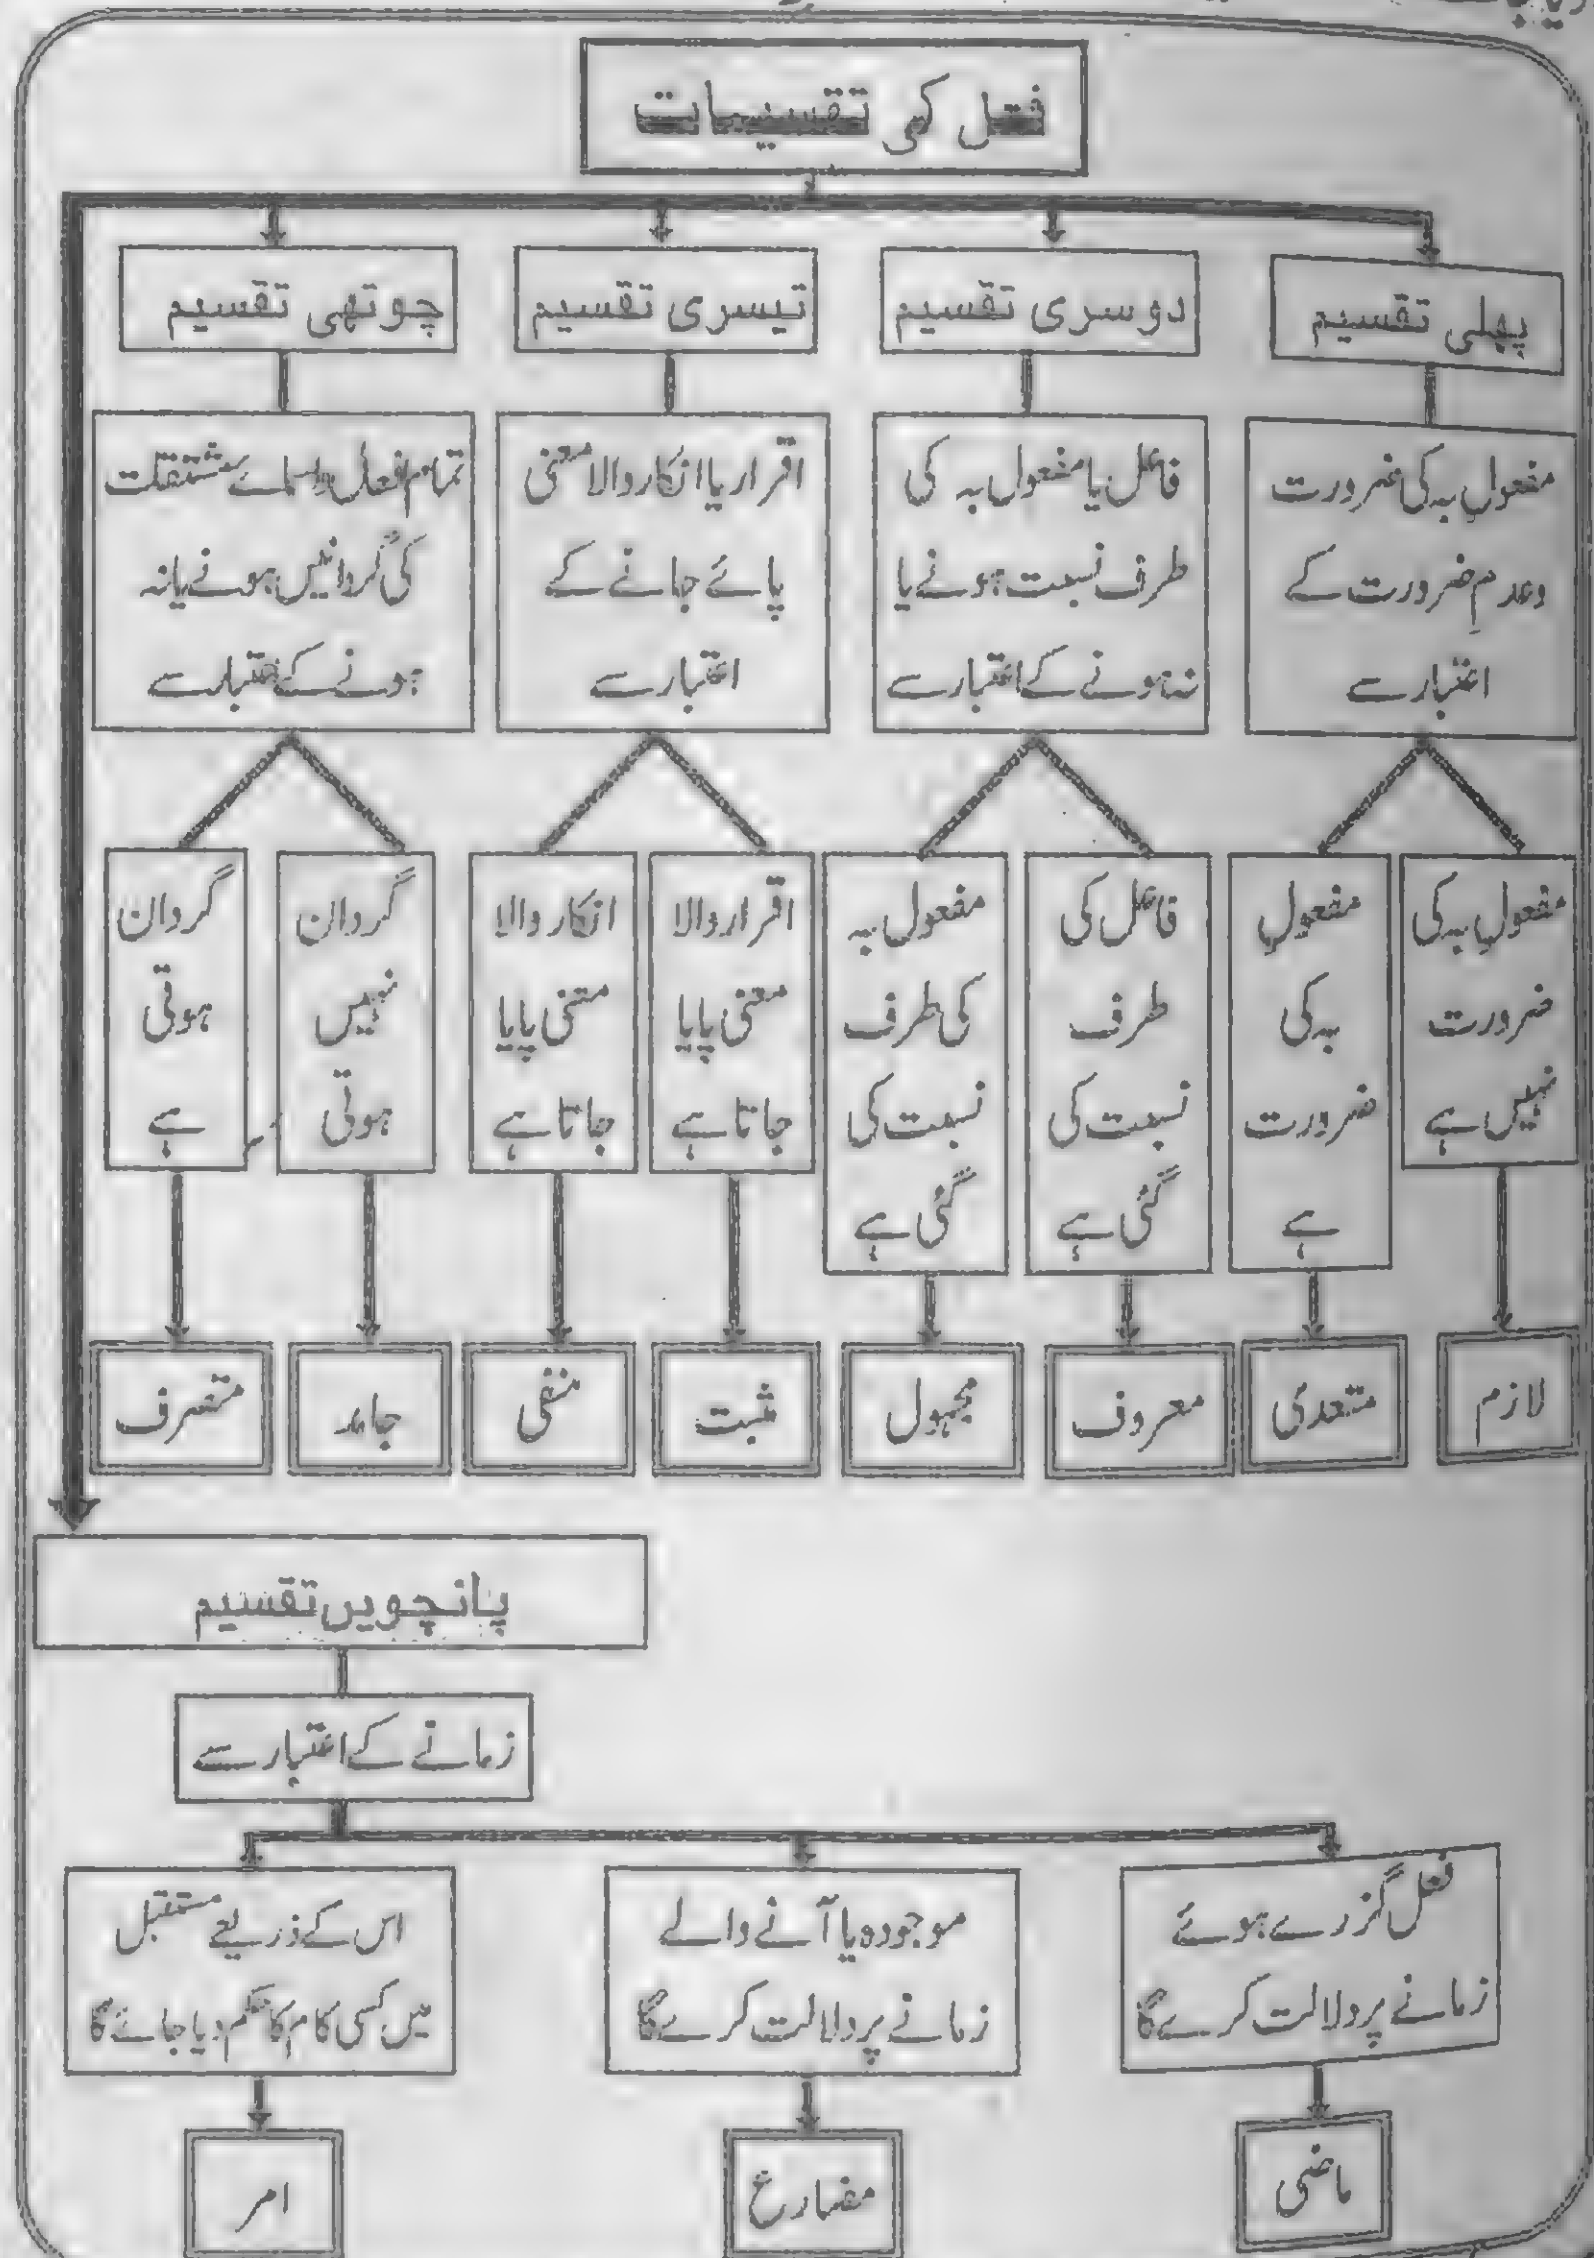 فعل کی تقسیمات
پہلی تقسیم
دوسری تقسیم
تیسری تقسیم
چوتھی تقسیم
مفعولِ بہ کی ضرورت
وعدمِ ضرورت کے
اعتبار سے
فاعل یا مفعول بہ کی
طرف نسبت ہونے یا
نہ ہونے کے اعتبار سے
اقرار یا انکار والا معنی
پائے جانے کے
اعتبار سے
تمام افعال واسمائے مشتقات
کی گردانیں ہونے یا نہ
ہونے کے اعتبار سے
مفعولِ بہ کی
ضرورت
نہیں ہے
مفعولِ
بہ کی
ضرورت
ہے
فاعل کی
طرف
نسبت کی
گئی ہے
مفعول بہ
کی طرف
نسبت کی
گئی ہے
اقرار والا
معنی پایا
جاتا ہے
انکار والا
معنی پایا
جاتا ہے
گردان
نہیں
ہوتی
گردان
ہوتی
ہے
لازم
متعدی
معروف
مجہول
مثبت
منفی
جامد
متصرف
پانچویں تقسیم
زمانے کے اعتبار سے
فعل گزرے ہوئے
زمانے پر دلالت کرے گا
موجودہ یا آنے والے
زمانے پر دلالت کرے گا
اس کے ذریعے مستقبل
میں کسی کام کا حکم دیا جائے گا
ماضی
مضارع
امر